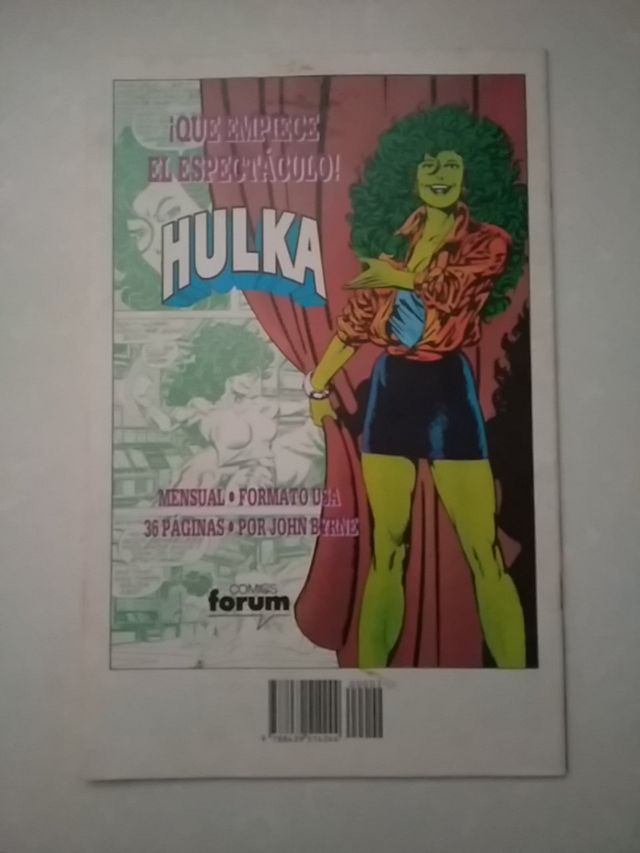 ¡QUE EMPIECE
EL ESPECTÁCULO!
HULKA
MENSUAL • FORMATO USA
36 PÁGINAS • POR JOHN BYRNE
COMICS
forum